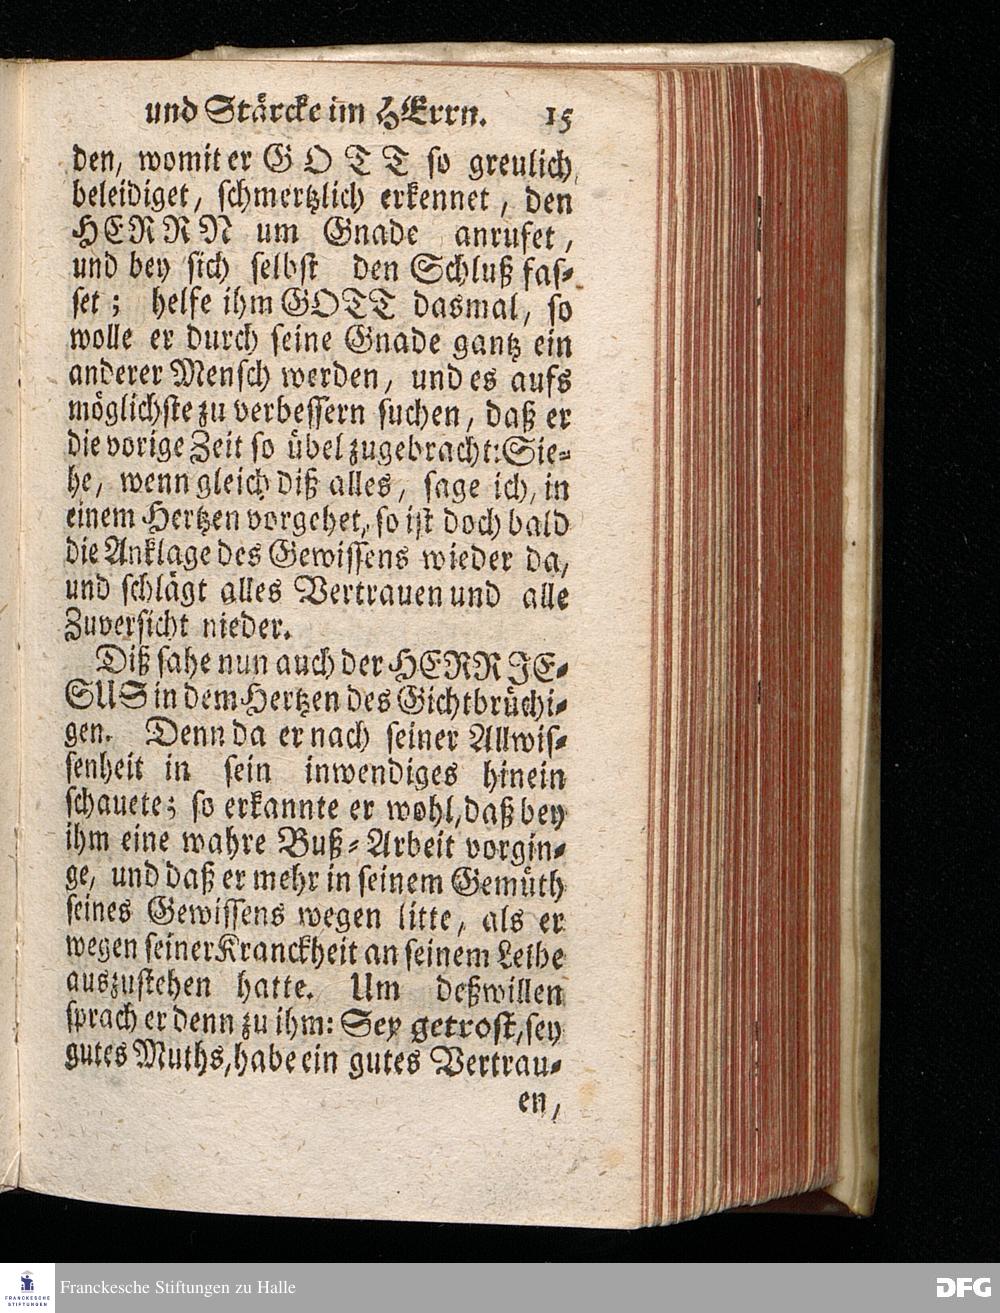 und Stärcke im HErrn. 15
den, womit er GOTT so greulich
beleidiget, schmertzlich erkennet, den
HERRN um Gnade anrufet,
und bey sich selbst den Schluß fas-
set; helfe ihm GOTT dasmal, so
wolle er durch seine Gnade gantz ein
anderer Mensch werden, und es aufs
möglichste zu verbessern suchen, daß er
die vorige Zeit so übel zugebracht: Sie-
he, wenn gleich diß alles, sage ich, in
einem Hertzen vorgehet, so ist doch bald
die Anklage des Gewissens wieder da,
und schlägt alles Vertrauen und alle
Zuversicht nieder.
Diß sahe nun auch der HERR JE-
SUS in dem Hertzen des Gichtbrüchi-
gen. Denn da er nach seiner Allwis-
senheit in sein inwendiges hinein
schauete; so erkannte er wohl, daß bey
ihm eine wahre Buß-Arbeit vorgin-
ge, und daß er mehr in seinem Gemüth
seines Gewissens wegen litte, als er
wegen seiner Kranckheit an seinem Leibe
auszustehen hatte. Um deßwillen
sprach er denn zu ihm: Sey getrost, sey
gutes Muths, habe ein gutes Vertrau-
en,
FRANCKESCHE
STIFTUNGEN
Franckesche Stiftungen zu Halle
DFG